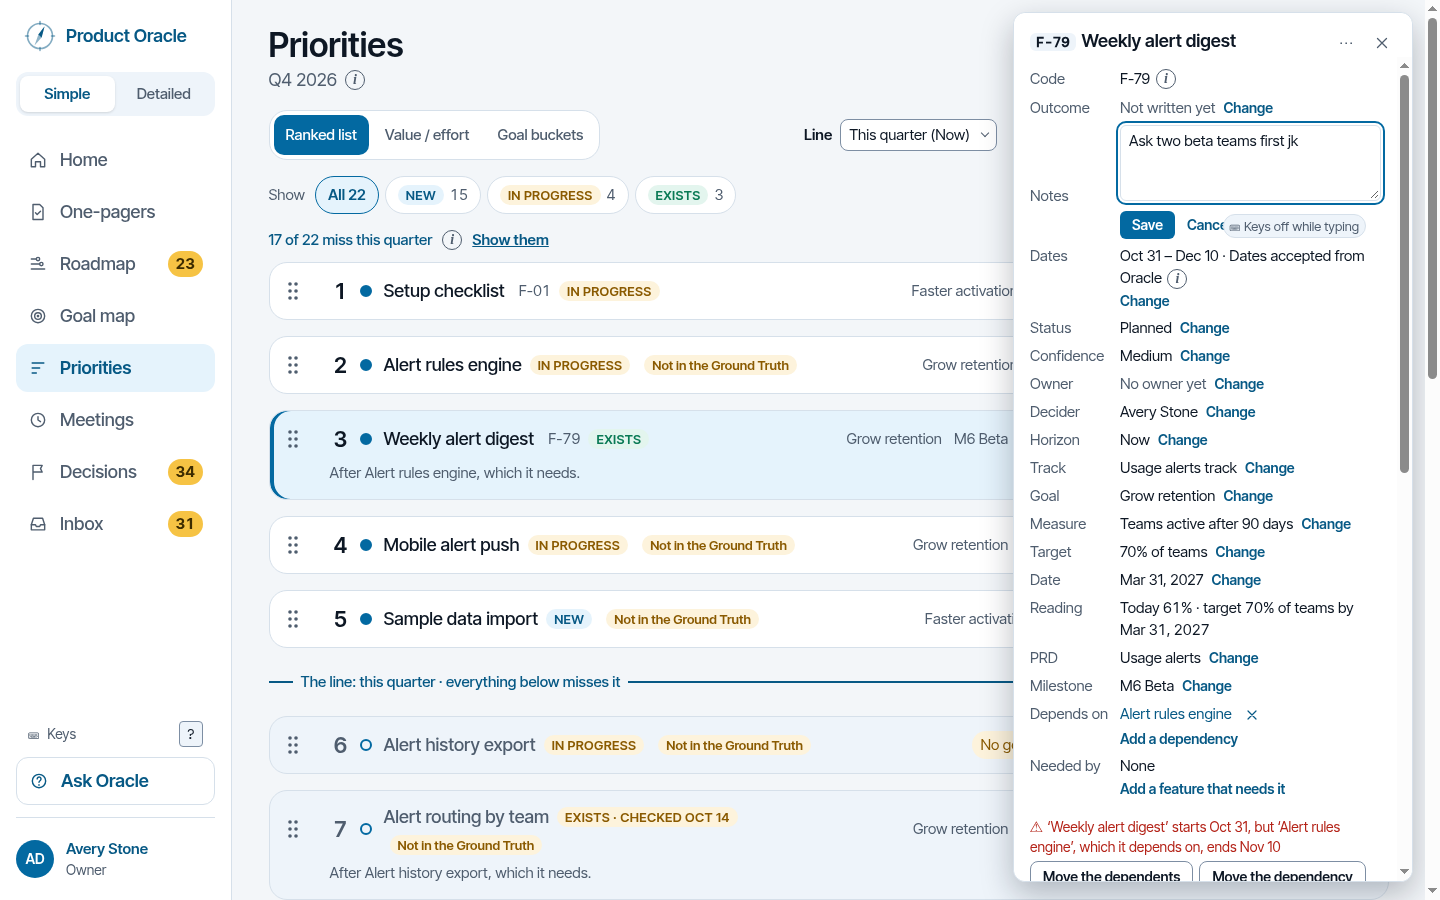 Product Oracle
Simple
Detailed
Home
One-pagers
Roadmap 23
Goal map
Priorities
Meetings
Decisions 34
Inbox 31
Keys ?
Ask Oracle
AD
Avery Stone
Owner
Priorities
Q4 2026 i
Ranked list
Value / effort
Goal buckets
Line This quarter (Now)
Show All 22 NEW 15 IN PROGRESS 4 EXISTS 3
17 of 22 miss this quarter i Show them
1 Setup checklist F-01 IN PROGRESS Faster activation
2 Alert rules engine IN PROGRESS Not in the Ground Truth Grow retention
3 Weekly alert digest F-79 EXISTS Grow retention M6 Beta
After Alert rules engine, which it needs.
4 Mobile alert push IN PROGRESS Not in the Ground Truth Grow retention
5 Sample data import NEW Not in the Ground Truth Faster activati
The line: this quarter · everything below misses it
6 Alert history export IN PROGRESS Not in the Ground Truth No g
7 Alert routing by team EXISTS · CHECKED OCT 14 Grow retention
Not in the Ground Truth
After Alert history export, which it needs.
F-79 Weekly alert digest ...
Code F-79 i
Outcome Not written yet Change
Notes Ask two beta teams first jk
Save Cance Keys off while typing
Dates Oct 31 – Dec 10 · Dates accepted from
Oracle i
Change
Status Planned Change
Confidence Medium Change
Owner No owner yet Change
Decider Avery Stone Change
Horizon Now Change
Track Usage alerts track Change
Goal Grow retention Change
Measure Teams active after 90 days Change
Target 70% of teams Change
Date Mar 31, 2027 Change
Reading Today 61% · target 70% of teams by
Mar 31, 2027
PRD Usage alerts Change
Milestone M6 Beta Change
Depends on Alert rules engine ×
Add a dependency
Needed by None
Add a feature that needs it
⚠ ‘Weekly alert digest’ starts Oct 31, but ‘Alert rules
engine’, which it depends on, ends Nov 10
Move the dependents
Move the dependency